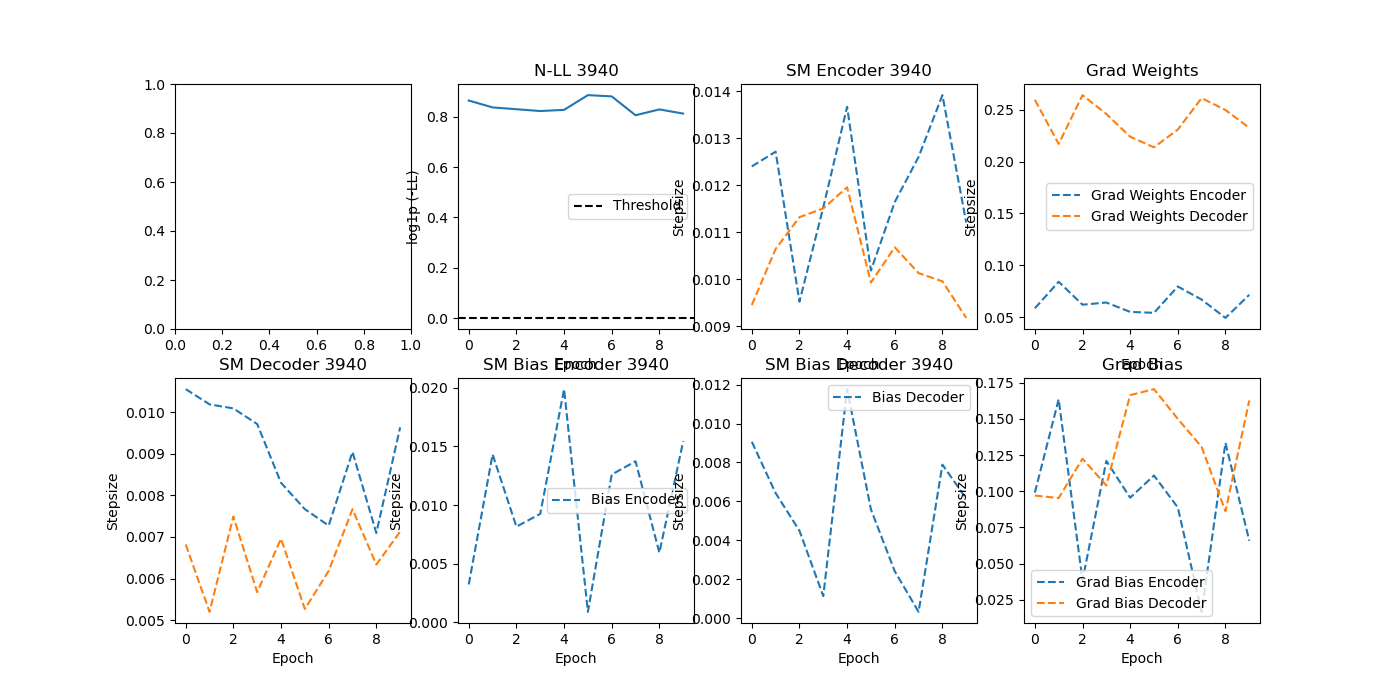 N-LL 3940
SM Encoder 3940
Grad Weights
1.0
0.8
0.6
0.4
0.2
0.0
0.0 0.2 0.4 0.6 0.8 1.0
log1p (-LL)
0.8
0.6
0.4
0.2
0.0
Threshold
0 2 4 6 8
Epoch
Stepsize
0.014
0.013
0.012
0.011
0.010
0.009
0 2 4 6 8
Epoch
Stepsize
0.25
0.20
0.15
0.10
0.05
Grad Weights Encoder
Grad Weights Decoder
0 2 4 6 8
Epoch
SM Decoder 3940
SM Bias Encoder 3940
SM Bias Decoder 3940
Grad Bias
Stepsize
0.010
0.009
0.008
0.007
0.006
0.005
0 2 4 6 8
Epoch
Stepsize
0.020
0.015
0.010
0.005
0.000
Bias Encoder
0 2 4 6 8
Epoch
Stepsize
0.012
0.010
0.008
0.006
0.004
0.002
0.000
Bias Decoder
0 2 4 6 8
Epoch
Stepsize
0.175
0.150
0.125
0.100
0.075
0.050
0.025
Grad Bias Encoder
Grad Bias Decoder
0 2 4 6 8
Epoch